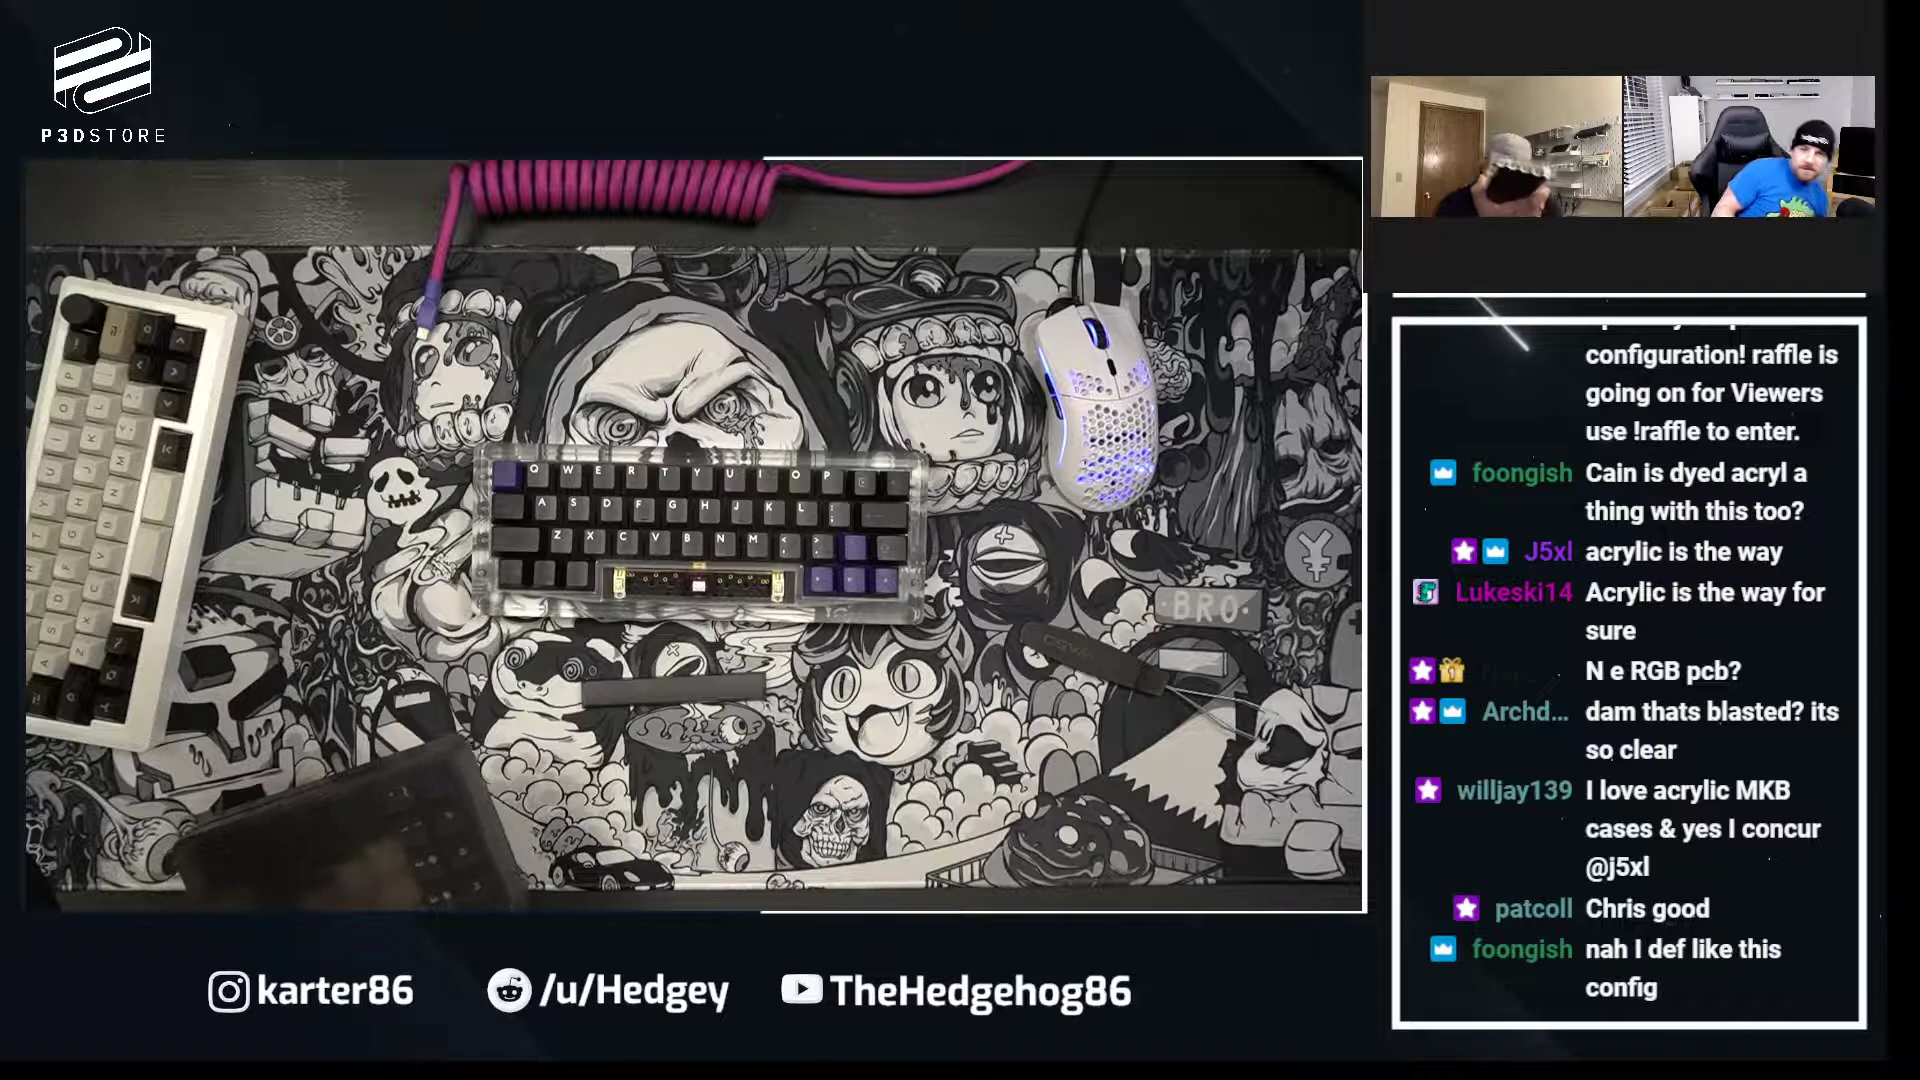 P3DSTORE
configuration! raffle is
going on for Viewers
use !raffle to enter.
foongish Cain is dyed acryl a
thing with this too?
J5xl acrylic is the way
Lukeski14 Acrylic is the way for
sure
N e RGB pcb?
Archd... dam thats blasted? its
so clear
willjay139 I love acrylic MKB
cases & yes I concur
@j5xl
patcoll Chris good
foongish nah I def like this
config
Q W E R T Y U I O P
A S D F G H J K L
Z X C V B N M
BRO
karter86
/u/Hedgey
TheHedgehog86